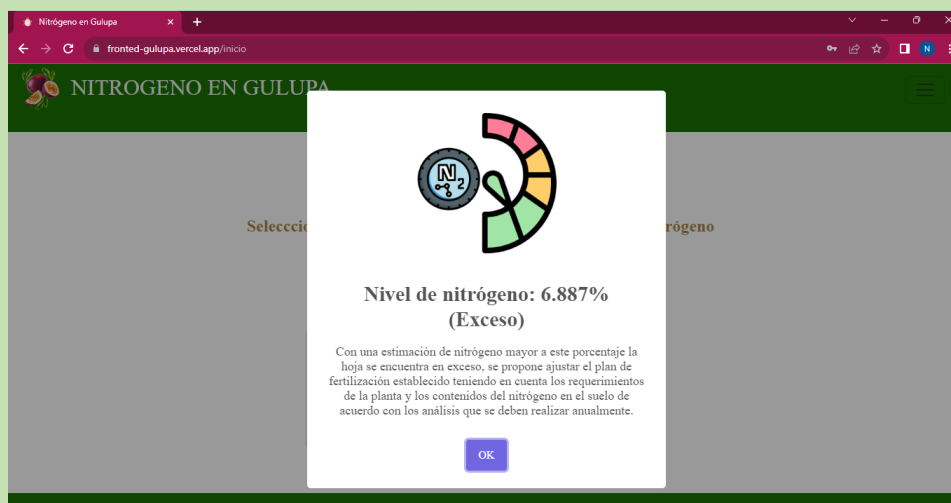 Nitrógeno en Gulupa
fronted-gulupa.vercel.app/inicio
N
NITROGENO EN GULUPA
N2
rógeno
Nivel de nitrógeno: 6.887%
(Exceso)
Con una estimación de nitrógeno mayor a este porcentaje la
hoja se encuentra en exceso, se propone ajustar el plan de
fertilización establecido teniendo en cuenta los requerimientos
de la planta y los contenidos del nitrógeno en el suelo de
acuerdo con los análisis que se deben realizar anualmente.
OK